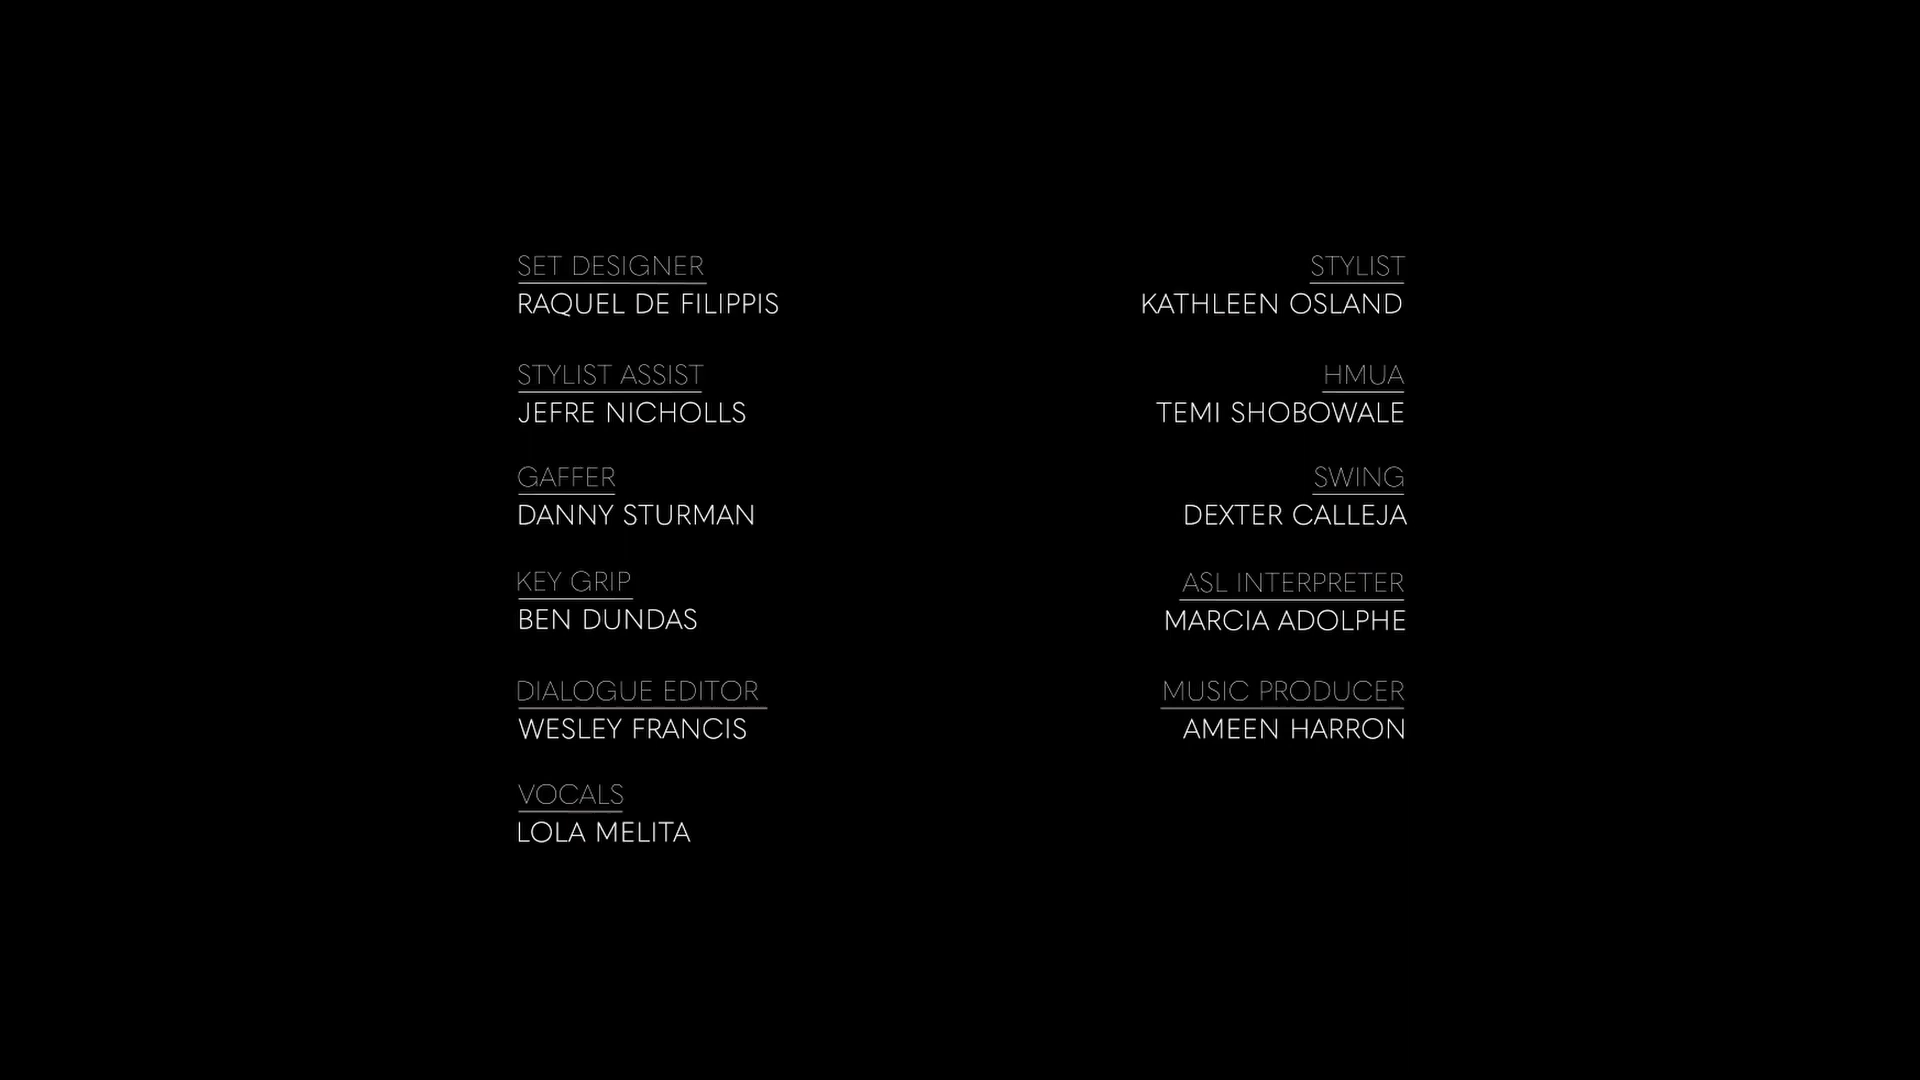 SET DESIGNER
RAQUEL DE FILIPPIS
STYLIST ASSIST
JEFRE NICHOLLS
GAFFER
DANNY STURMAN
KEY GRIP
BEN DUNDAS
DIALOGUE EDITOR
WESLEY FRANCIS
VOCALS
LOLA MELITA
STYLIST
KATHLEEN OSLAND
HMUA
TEMI SHOBOWALE
SWING
DEXTER CALLEJA
ASL INTERPRETER
MARCIA ADOLPHE
MUSIC PRODUCER
AMEEN HARRON